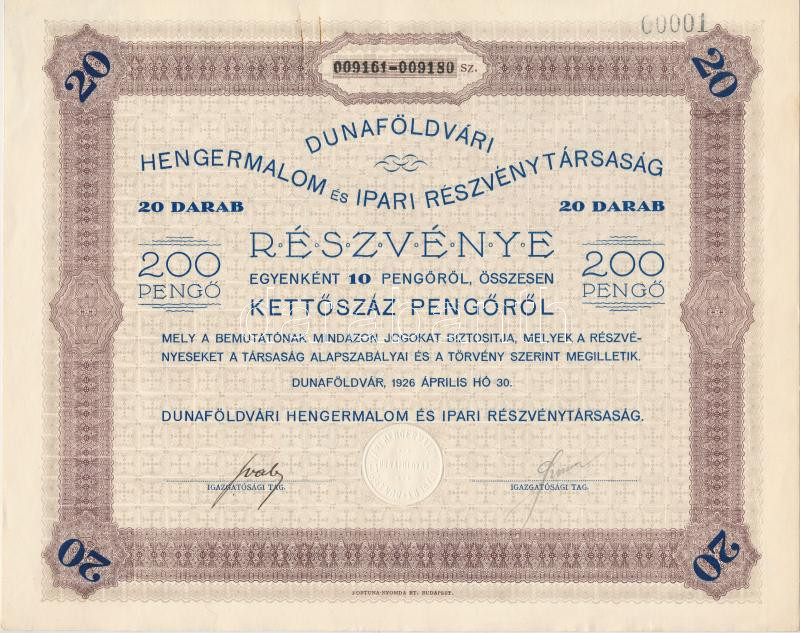 00001
20
009161-009180 SZ.
20
DUNAFÖLDVÁRI
HENGERMALOM ÉS IPARI RÉSZVÉNYTÁRSASÁG
20 DARAB
20 DARAB
R·É·S·Z·V·É·N·Y·E
200
PENGŐ
200
PENGŐ
EGYENKÉNT 10 PENGŐRŐL, ÖSSZESEN
KETTŐSZÁZ PENGŐRŐL
MELY A BEMUTATÓNAK MINDAZON JOGOKAT BIZTOSITJA, MELYEK A RÉSZVÉ-
NYESEKET A TÁRSASÁG ALAPSZABÁLYAI ÉS A TÖRVÉNY SZERINT MEGILLETIK.
DUNAFÖLDVÁR, 1926 ÁPRILIS HÓ 30.
DUNAFÖLDVÁRI HENGERMALOM ÉS IPARI RÉSZVÉNYTÁRSASÁG.
IGAZGATÓSÁGI TAG.
IGAZGATÓSÁGI TAG.
20
20
FORTUNA-NYOMDA RT. BUDAPEST.